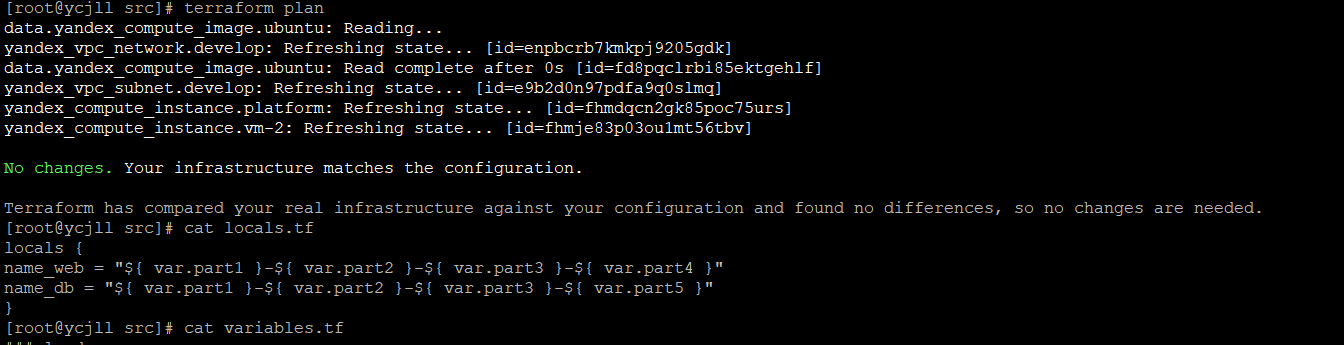 [root@ycjll src]# terraform plan
data.yandex_compute_image.ubuntu: Reading...
yandex_vpc_network.develop: Refreshing state... [id=enpbcrb7kmkpj9205gdk]
data.yandex_compute_image.ubuntu: Read complete after 0s [id=fd8pqclrbi85ektgehlf]
yandex_vpc_subnet.develop: Refreshing state... [id=e9b2d0n97pdfa9q0slmq]
yandex_compute_instance.platform: Refreshing state... [id=fhmdqcn2gk85poc75urs]
yandex_compute_instance.vm-2: Refreshing state... [id=fhmje83p03ou1mt56tbv]
No changes. Your infrastructure matches the configuration.
Terraform has compared your real infrastructure against your configuration and found no differences, so no changes are needed.
[root@ycjll src]# cat locals.tf
locals {
name_web = "${ var.part1 }-${ var.part2 }-${ var.part3 }-${ var.part4 }"
name_db = "${ var.part1 }-${ var.part2 }-${ var.part3 }-${ var.part5 }"
}
[root@ycjll src]# cat variables.tf